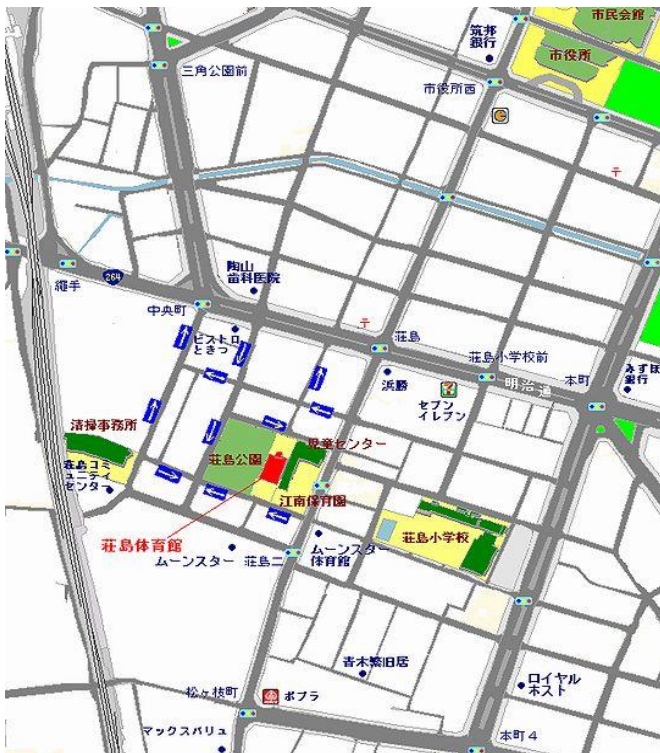 市民会館
筑邦
銀行
市役所
三角公園前
市役所西
〒
264
陶山
歯科医院
縄手
中央町
〒
荘島
ビストロ
ときつ
荘島小学校前
明治通
本町
みずほ
銀行
浜勝
セブン
イレブン
清掃事務所
児童センター
荘島公園
荘島コミ
ュニティ
センター
江南保育園
荘島体育館
荘島小学校
ムーンスター
荘島二
ムーンスター
体育館
青木繁旧居
ロイヤル
ホスト
松ヶ枝町
ポプラ
マックスバリュ
本町4